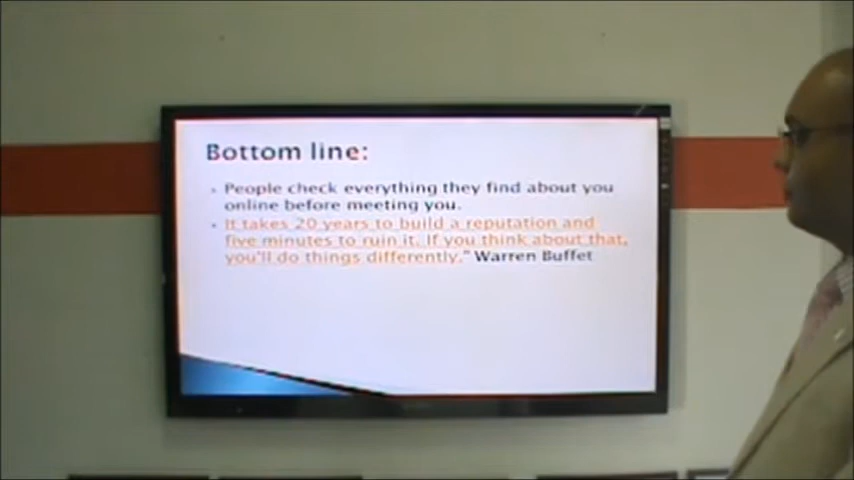 Bottom line:
People check everything they find about you
online before meeting you.
It takes 20 years to build a reputation and
five minutes to ruin it. If you think about that,
you'll do things differently." Warren Buffet